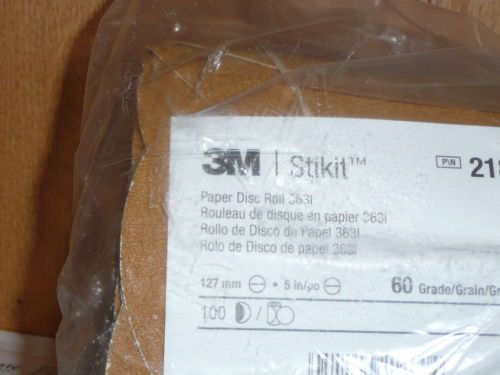 3M | Stikit™
P\N 218
Paper Disc Roll 363I
Rouleau de disque en papier 363I
Rollo de Disco de Papel 363I
Rolo de Disco de papel 363I
127 mm ⊖ • 5 in/po ⊖
60 Grade/Grain/Gr
100 /